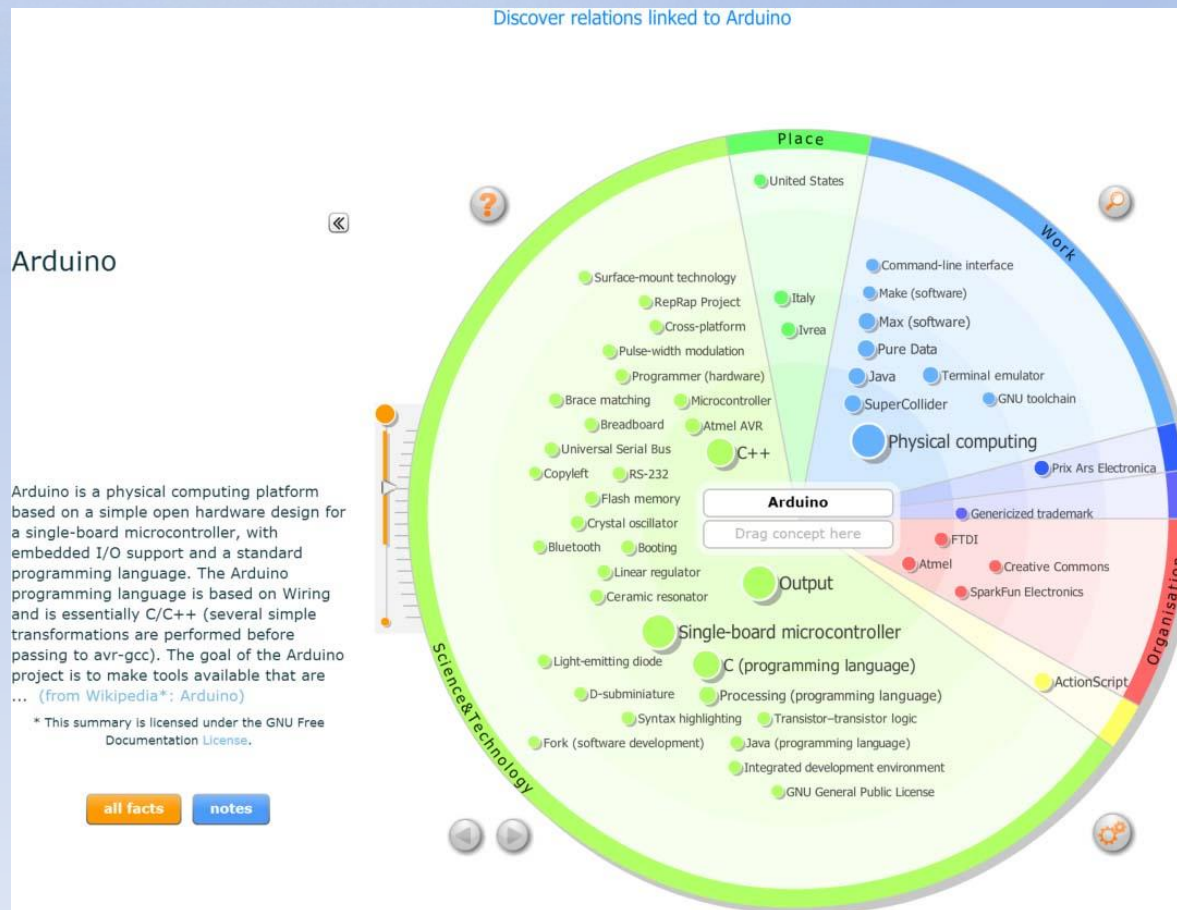 Discover relations linked to Arduino
«
Arduino
Arduino is a physical computing platform
based on a simple open hardware design for
a single-board microcontroller, with
embedded I/O support and a standard
programming language. The Arduino
programming language is based on Wiring
and is essentially C/C++ (several simple
transformations are performed before
passing to avr-gcc). The goal of the Arduino
project is to make tools available that are
... (from Wikipedia*: Arduino)
* This summary is licensed under the GNU Free
Documentation License.
all facts
notes
?
Place
United States
Italy
Ivrea
Work
Command-line interface
Make (software)
Max (software)
Pure Data
Java
Terminal emulator
GNU toolchain
SuperCollider
Physical computing
Prix Ars Electronica
Genericized trademark
Organisation
FTDI
Atmel
Creative Commons
SparkFun Electronics
ActionScript
Arduino
Drag concept here
Science&Technology
Surface-mount technology
RepRap Project
Cross-platform
Pulse-width modulation
Programmer (hardware)
Brace matching
Microcontroller
Breadboard
Atmel AVR
Universal Serial Bus
C++
Copyleft
RS-232
Flash memory
Crystal oscillator
Bluetooth
Booting
Linear regulator
Ceramic resonator
Output
Single-board microcontroller
Light-emitting diode
C (programming language)
D-subminiature
Processing (programming language)
Syntax highlighting
Transistor–transistor logic
Fork (software development)
Java (programming language)
Integrated development environment
GNU General Public License